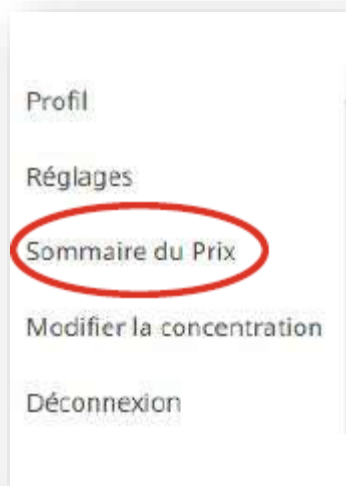 Profil
Réglages
Sommaire du Prix
Modifier la concentration
Déconnexion